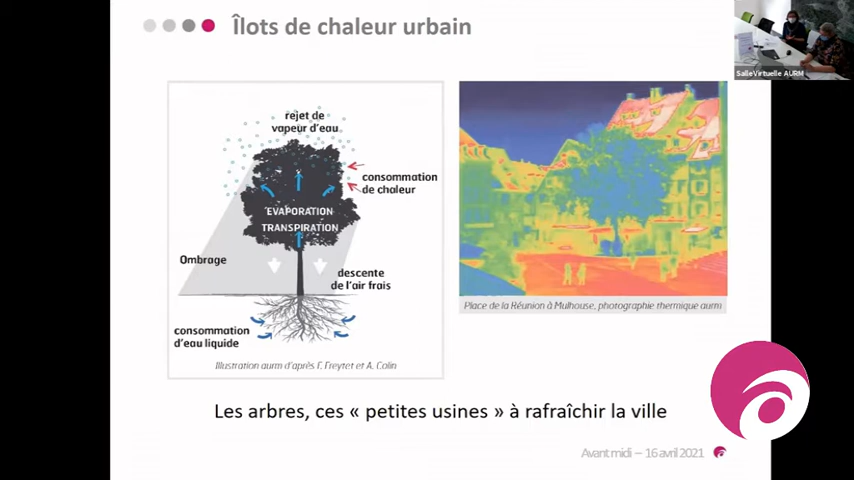 Îlots de chaleur urbain
SalleVirtuelle AURM
rejet de
vapeur d'eau
consommation
de chaleur
EVAPORATION
TRANSPIRATION
Ombrage
descente
de l'air frais
consommation
d'eau liquide
Illustration aurm d'après F. Freytet et A. Colin
Place de la Réunion à Mulhouse, photographie thermique aurm
Les arbres, ces « petites usines » à rafraîchir la ville
Avant midi – 16 avril 2021